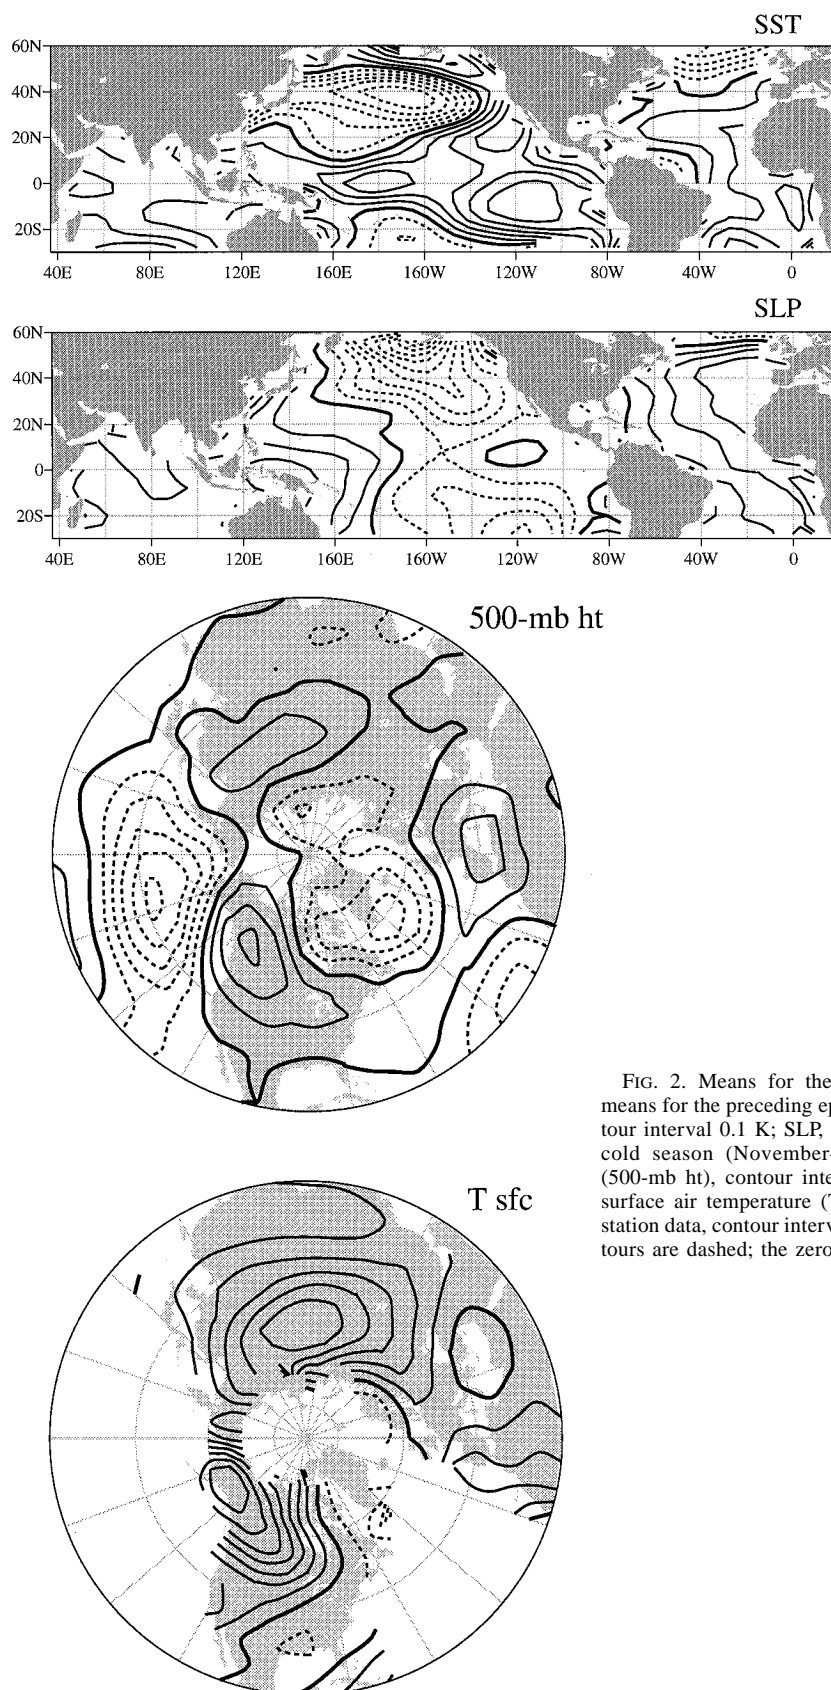 SST
60N
40N
20N
0
20S
40E 80E 120E 160E 160W 120W 80W 40W 0
SLP
60N
40N
20N
0
20S
40E 80E 120E 160E 160W 120W 80W 40W 0
500-mb ht
FIG. 2. Means for the
means for the preceding ep
tour interval 0.1 K; SLP,
cold season (November–
(500-mb ht), contour inte
surface air temperature (T
station data, contour interv
tours are dashed; the zero
T sfc